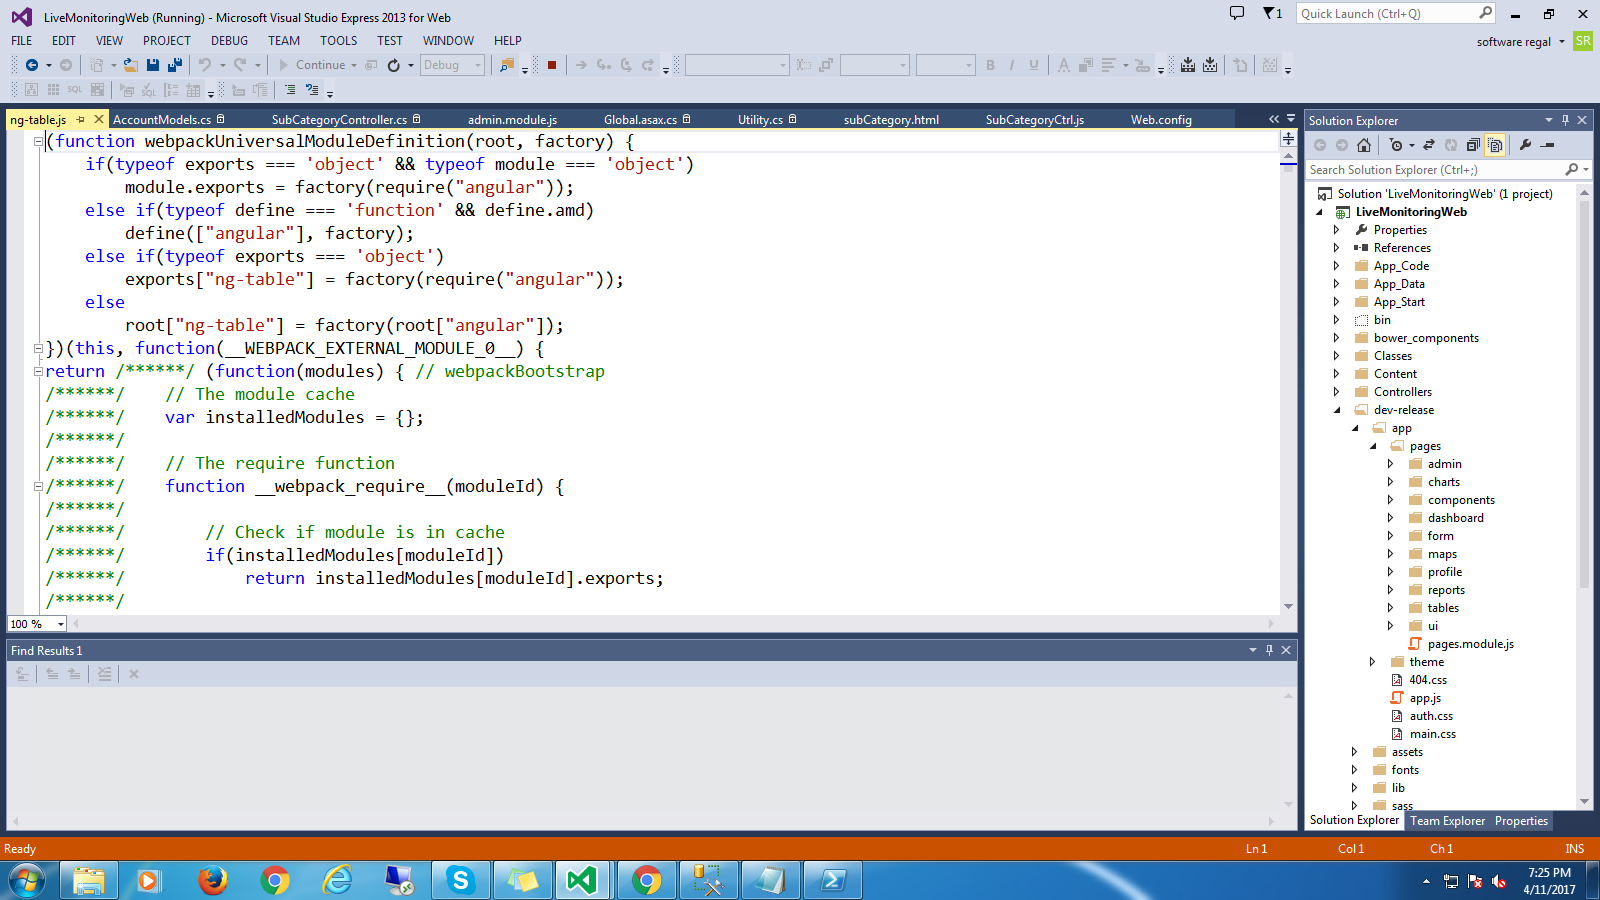 LiveMonitoringWeb (Running) - Microsoft Visual Studio Express 2013 for Web
1
Quick Launch (Ctrl+Q)
FILE EDIT VIEW PROJECT DEBUG TEAM TOOLS TEST WINDOW HELP
software regal
SR
Continue
Debug
SQL
SQL
ng-table.js AccountModels.cs SubCategoryController.cs admin.module.js Global.asax.cs Utility.cs subCategory.html SubCategoryCtrl.js Web.config
(function webpackUniversalModuleDefinition(root, factory) {
if(typeof exports === 'object' && typeof module === 'object')
module.exports = factory(require("angular"));
else if(typeof define === 'function' && define.amd)
define(["angular"], factory);
else if(typeof exports === 'object')
exports["ng-table"] = factory(require("angular"));
else
root["ng-table"] = factory(root["angular"]);
})(this, function(__WEBPACK_EXTERNAL_MODULE_0__) {
return /******/ (function(modules) { // webpackBootstrap
/******/ // The module cache
/******/ var installedModules = {};
/******/
/******/ // The require function
/******/ function __webpack_require__(moduleId) {
/******/
/******/ // Check if module is in cache
/******/ if(installedModules[moduleId])
/******/ return installedModules[moduleId].exports;
/******/
100 %
Find Results 1
Solution Explorer
Search Solution Explorer (Ctrl+;)
Solution 'LiveMonitoringWeb' (1 project)
LiveMonitoringWeb
Properties
References
App_Code
App_Data
App_Start
bin
bower_components
Classes
Content
Controllers
dev-release
app
pages
admin
charts
components
dashboard
form
maps
profile
reports
tables
ui
pages.module.js
theme
404.css
app.js
auth.css
main.css
assets
fonts
lib
sass
Solution Explorer Team Explorer Properties
Ready
Ln 1 Col 1 Ch 1 INS
7:25 PM
4/11/2017